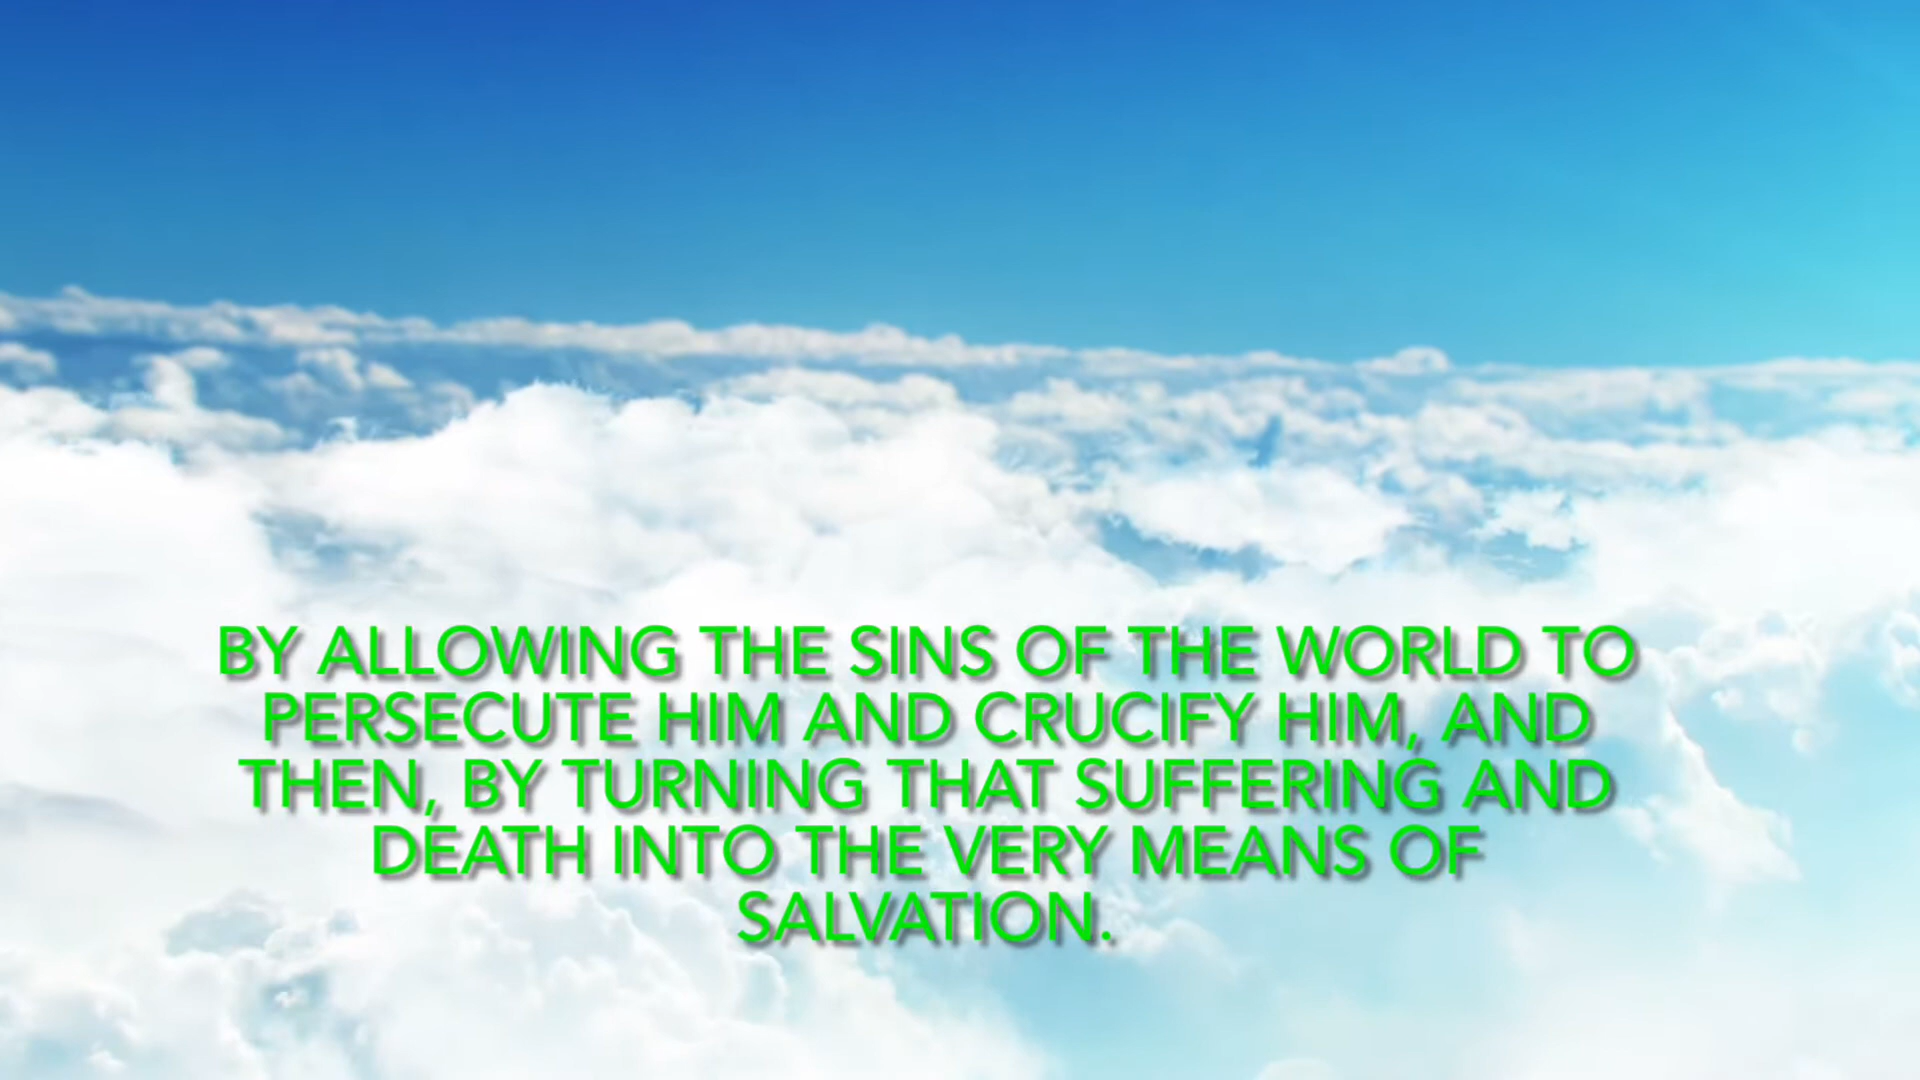 BY ALLOWING THE SINS OF THE WORLD TO
PERSECUTE HIM AND CRUCIFY HIM, AND
THEN, BY TURNING THAT SUFFERING AND
DEATH INTO THE VERY MEANS OF
SALVATION.